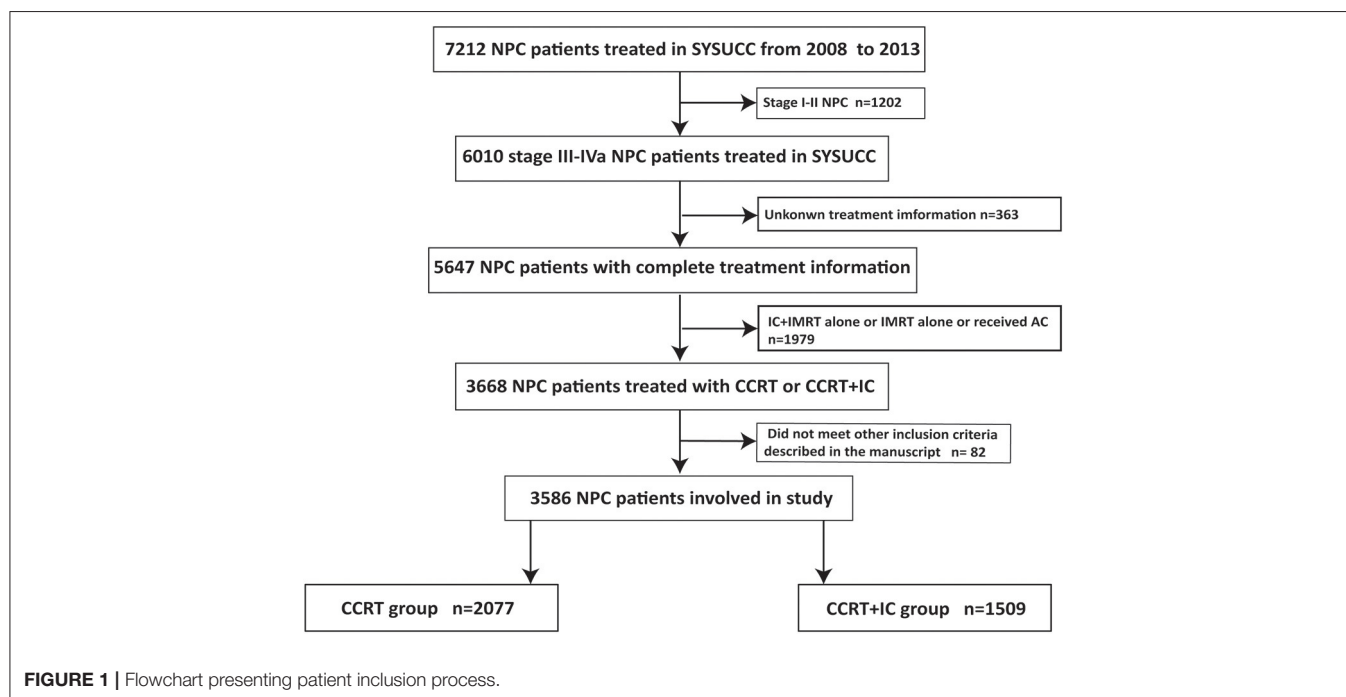 7212 NPC patients treated in SYSUCC from 2008 to 2013
Stage I-II NPC n=1202
6010 stage III-IVa NPC patients treated in SYSUCC
Unkonwn treatment imformation n=363
5647 NPC patients with complete treatment information
IC+IMRT alone or IMRT alone or received AC
n=1979
3668 NPC patients treated with CCRT or CCRT+IC
Did not meet other inclusion criteria
described in the manuscript n= 82
3586 NPC patients involved in study
CCRT group n=2077
CCRT+IC group n=1509
FIGURE 1 | Flowchart presenting patient inclusion process.